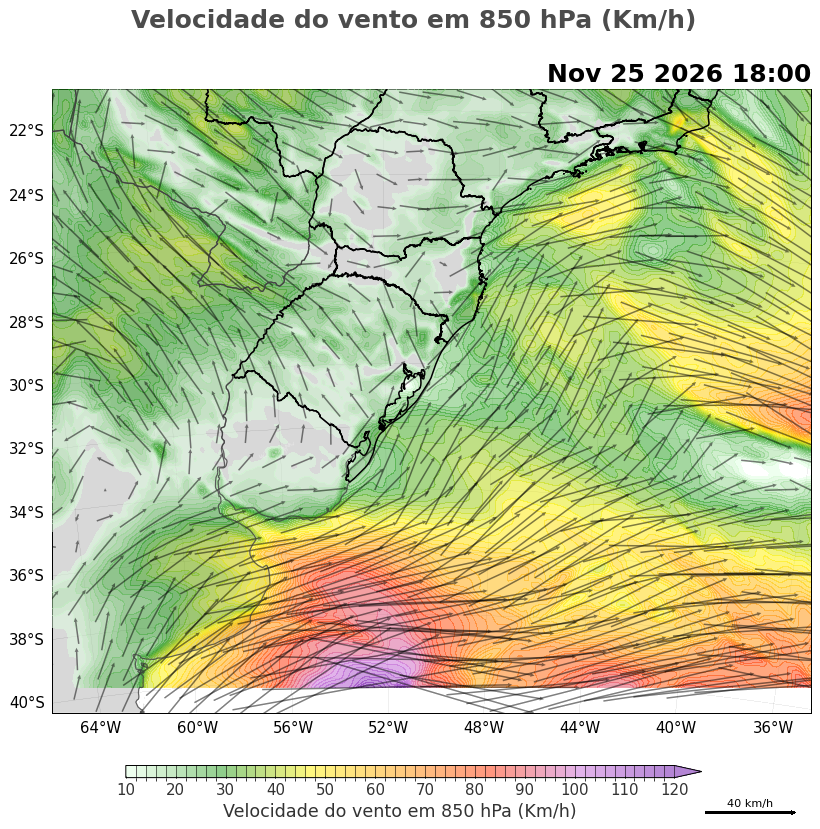 Velocidade do vento em 850 hPa (Km/h)
Nov 25 2026 18:00
22°S
24°S
26°S
28°S
30°S
32°S
34°S
36°S
38°S
40°S
64°W 60°W 56°W 52°W 48°W 44°W 40°W 36°W
10 20 30 40 50 60 70 80 90 100 110 120
Velocidade do vento em 850 hPa (Km/h)
40 km/h